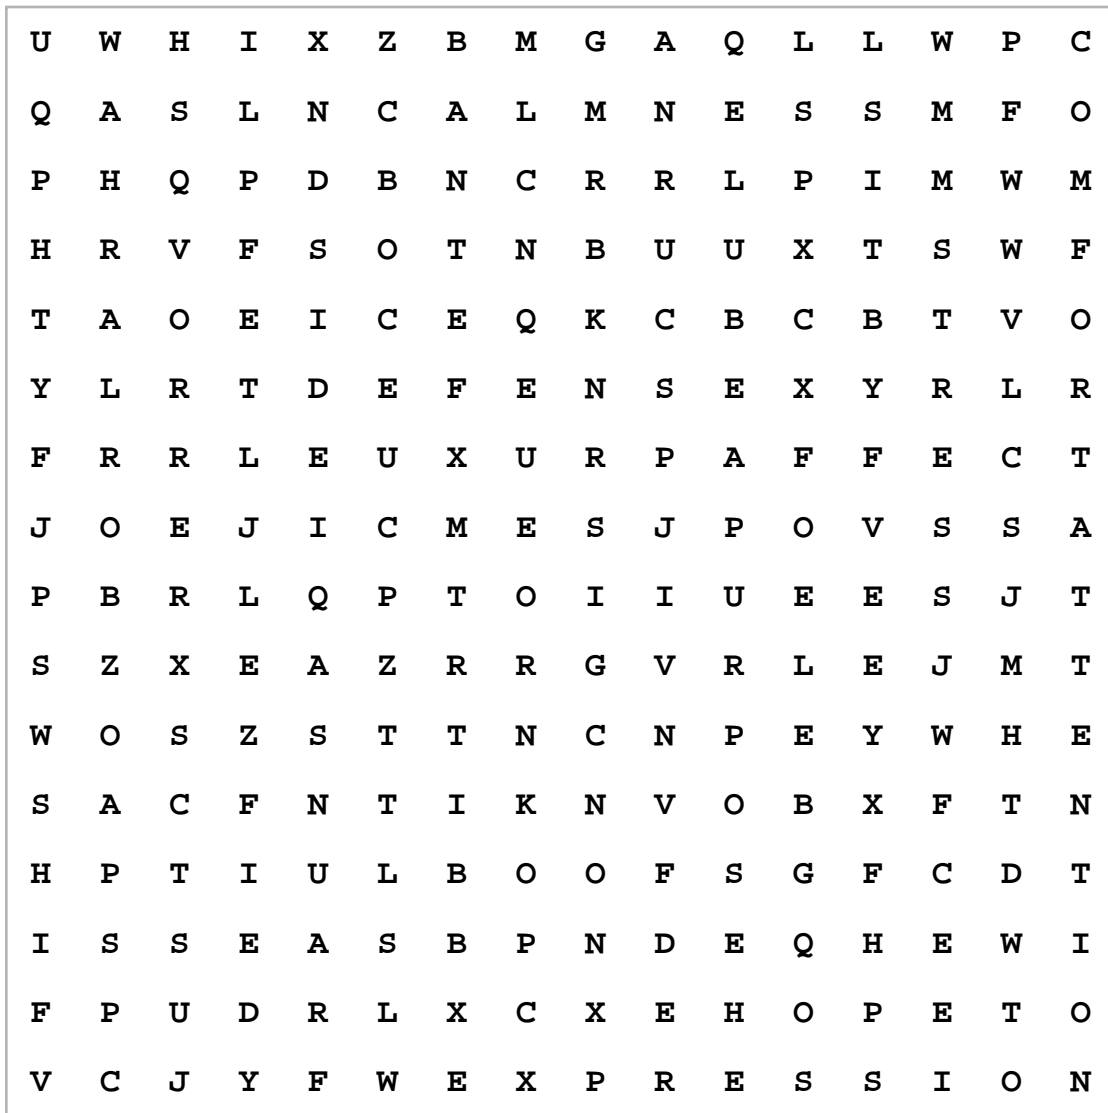 U W H I X Z B M G A Q L L W P C
Q A S L N C A L M N E S S M F O
P H Q P D B N C R R L P I M W M
H R V F S O T N B U U X T S W F
T A O E I C E Q K C B C B T V O
Y L R T D E F E N S E X Y R L R
F R R L E U X U R P A F F E C T
J O E J I C M E S J P O V S S A
P B R L Q P T O I I U E E S J T
S Z X E A Z R R G V R L E J M T
W O S Z S T T N C N P E Y W H E
S A C F N T I K N V O B X F T N
H P T I U L B O O F S G F C D T
I S S E A S B P N D E Q H E W I
F P U D R L X C X E H O P E T O
V C J Y F W E X P R E S S I O N